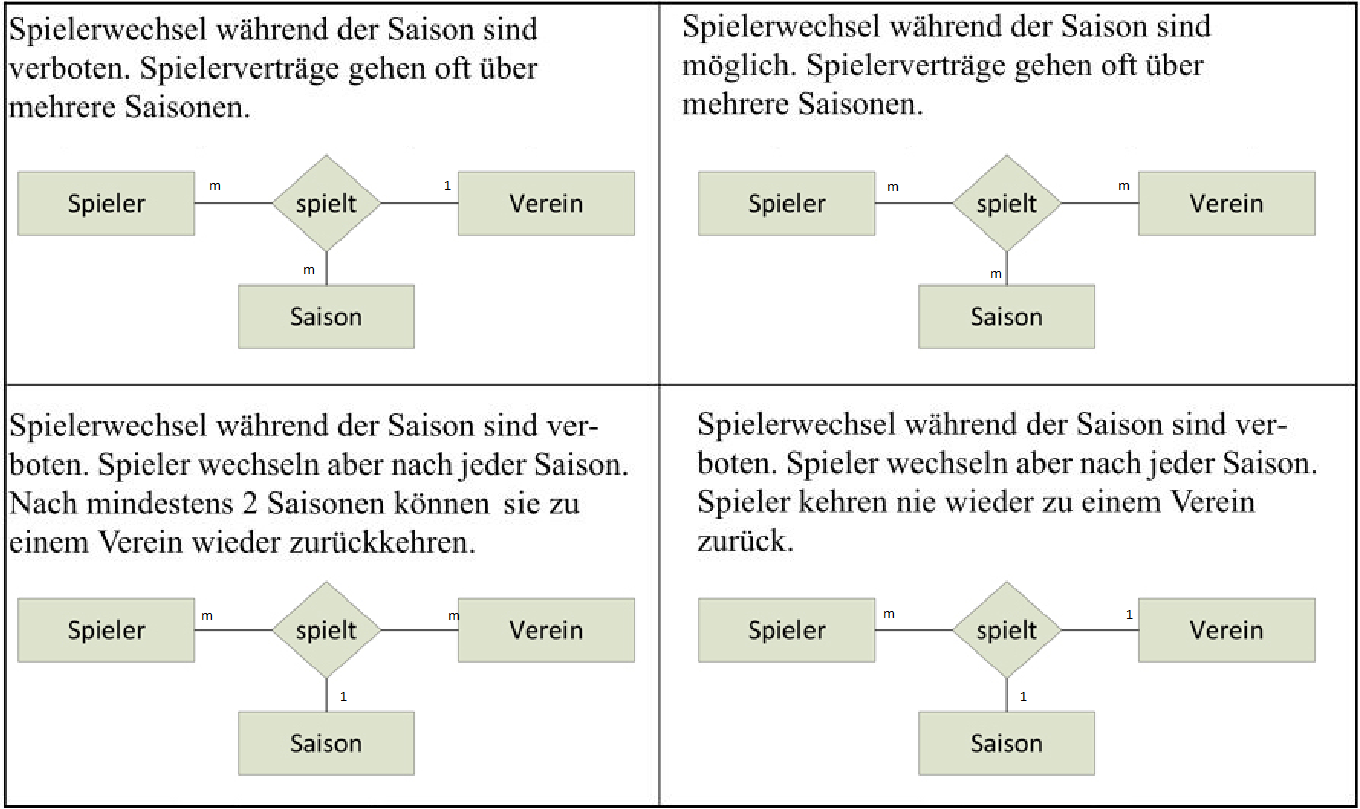 Spielerwechsel während der Saison sind
verboten. Spielerverträge gehen oft über
mehrere Saisonen.
Spieler
m
spielt
1
Verein
m
Saison
Spielerwechsel während der Saison sind
möglich. Spielerverträge gehen oft über
mehrere Saisonen.
Spieler
m
spielt
m
Verein
m
Saison
Spielerwechsel während der Saison sind ver-
boten. Spieler wechseln aber nach jeder Saison.
Nach mindestens 2 Saisonen können sie zu
einem Verein wieder zurückkehren.
Spieler
m
spielt
m
Verein
1
Saison
Spielerwechsel während der Saison sind ver-
boten. Spieler wechseln aber nach jeder Saison.
Spieler kehren nie wieder zu einem Verein
zurück.
Spieler
m
spielt
1
Verein
1
Saison